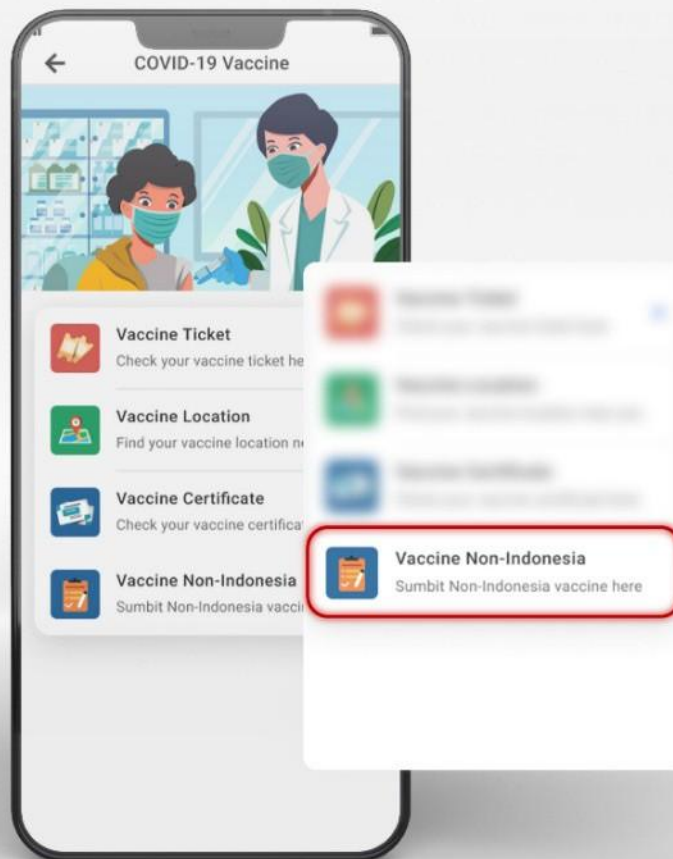 COVID-19 Vaccine
Vaccine Ticket
Check your vaccine ticket he
Vaccine Location
Find your vaccine location n
Vaccine Certificate
Check your vaccine certifica
Vaccine Non-Indonesia
Sumbit Non-Indonesia vacci
Vaccine Non-Indonesia
Sumbit Non-Indonesia vaccine here